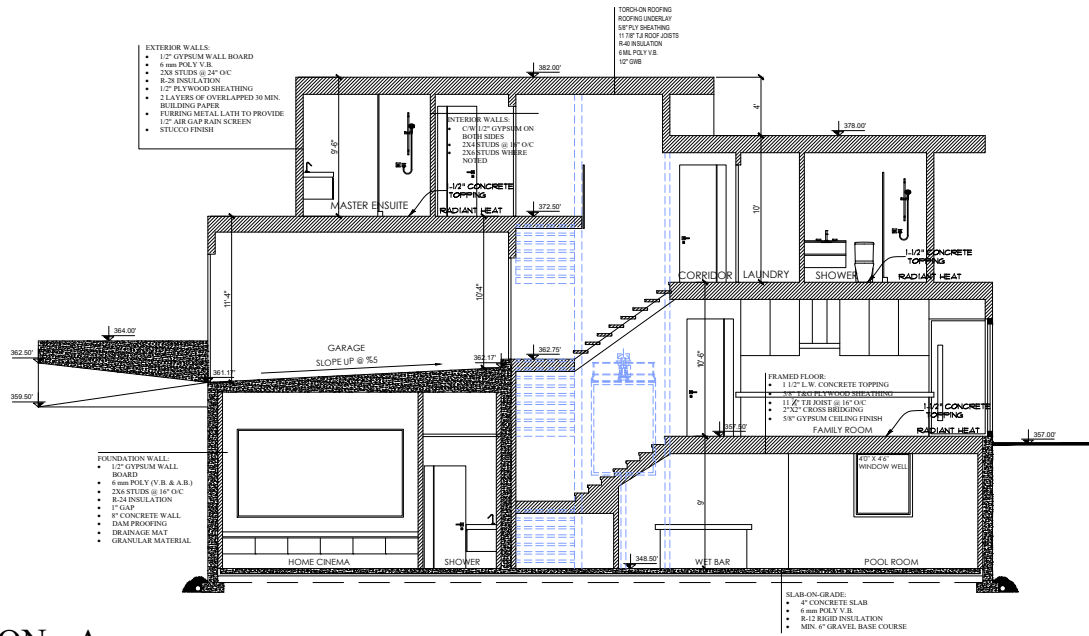 TORCH-ON ROOFING
ROOFING UNDERLAY
5/8" PLY SHEATHING
11 7/8" TJI ROOF JOISTS
R-40 INSULATION
6 MIL POLY V.B.
1/2" GWB
EXTERIOR WALLS:
• 1/2" GYPSUM WALL BOARD
• 6 mm POLY V.B.
• 2X8 STUDS @ 24" O/C
• R-28 INSULATION
• 1/2" PLYWOOD SHEATHING
• 2 LAYERS OF OVERLAPPED 30 MIN.
BUILDING PAPER
• FURRING METAL LATH TO PROVIDE
1/2" AIR GAP RAIN SCREEN
• STUCCO FINISH
382.00'
4'
378.00'
INTERIOR WALLS:
• C/W 1/2" GYPSUM ON
BOTH SIDES
• 2X4 STUDS @ 16" O/C
• 2X6 STUDS WHERE
NOTED
9'-6"
1-1/2" CONCRETE
TOPPING
MASTER ENSUITE
RADIANT HEAT
372.50'
10'
1-1/2" CONCRETE
TOPPING
CORRIDOR
LAUNDRY
SHOWER
RADIANT HEAT
11'-4"
10'-4"
364.00'
362.50'
GARAGE
SLOPE UP @ %5
362.17'
362.75'
361.17'
359.50'
10'-6"
FRAMED FLOOR:
• 1 1/2" L.W. CONCRETE TOPPING
• 5/8" T&G PLYWOOD SHEATHING
• 11 7/8" TJI JOIST @ 16" O/C
• 2"X2" CROSS BRIDGING
• 5/8" GYPSUM CEILING FINISH
1-1/2" CONCRETE
TOPPING
FAMILY ROOM
RADIANT HEAT
357.50'
357.00'
FOUNDATION WALL:
• 1/2" GYPSUM WALL
BOARD
• 6 mm POLY (V.B. & A.B.)
• 2X6 STUDS @ 16" O/C
• R-24 INSULATION
• 1" GAP
• 8" CONCRETE WALL
• DAM PROOFING
• DRAINAGE MAT
• GRANULAR MATERIAL
4'0" X 4'6"
WINDOW WELL
9'
HOME CINEMA
SHOWER
348.50'
WET BAR
POOL ROOM
SLAB-ON-GRADE:
• 4" CONCRETE SLAB
• 6 mm POLY V.B.
• R-12 RIGID INSULATION
• MIN. 6" GRAVEL BASE COURSE